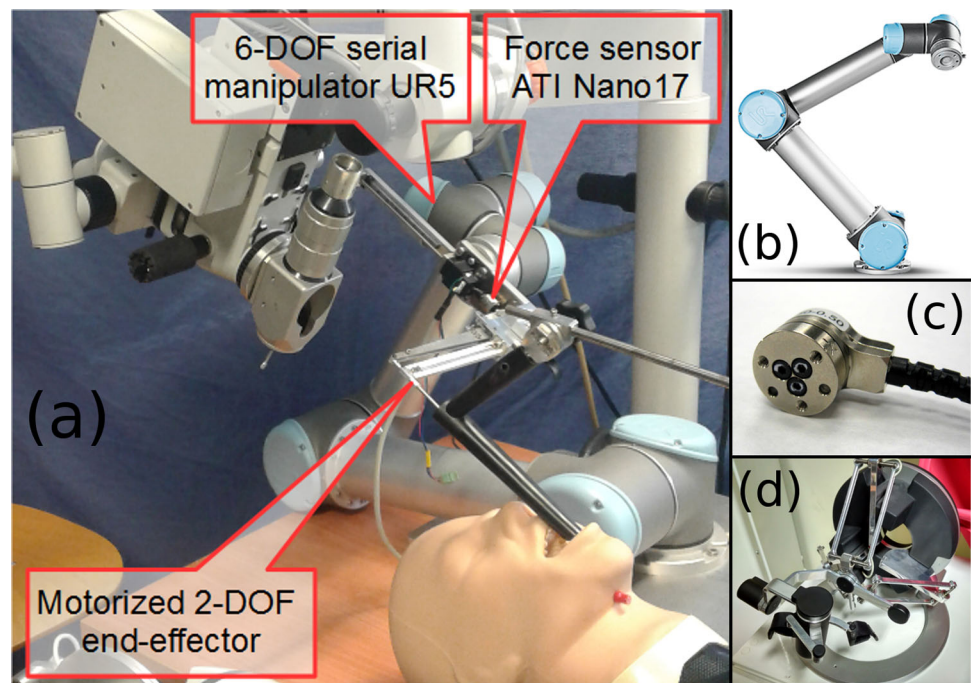 6-DOF serial
manipulator UR5
Force sensor
ATI Nano17
(a)
Motorized 2-DOF
end-effector
(b)
(c)
(d)